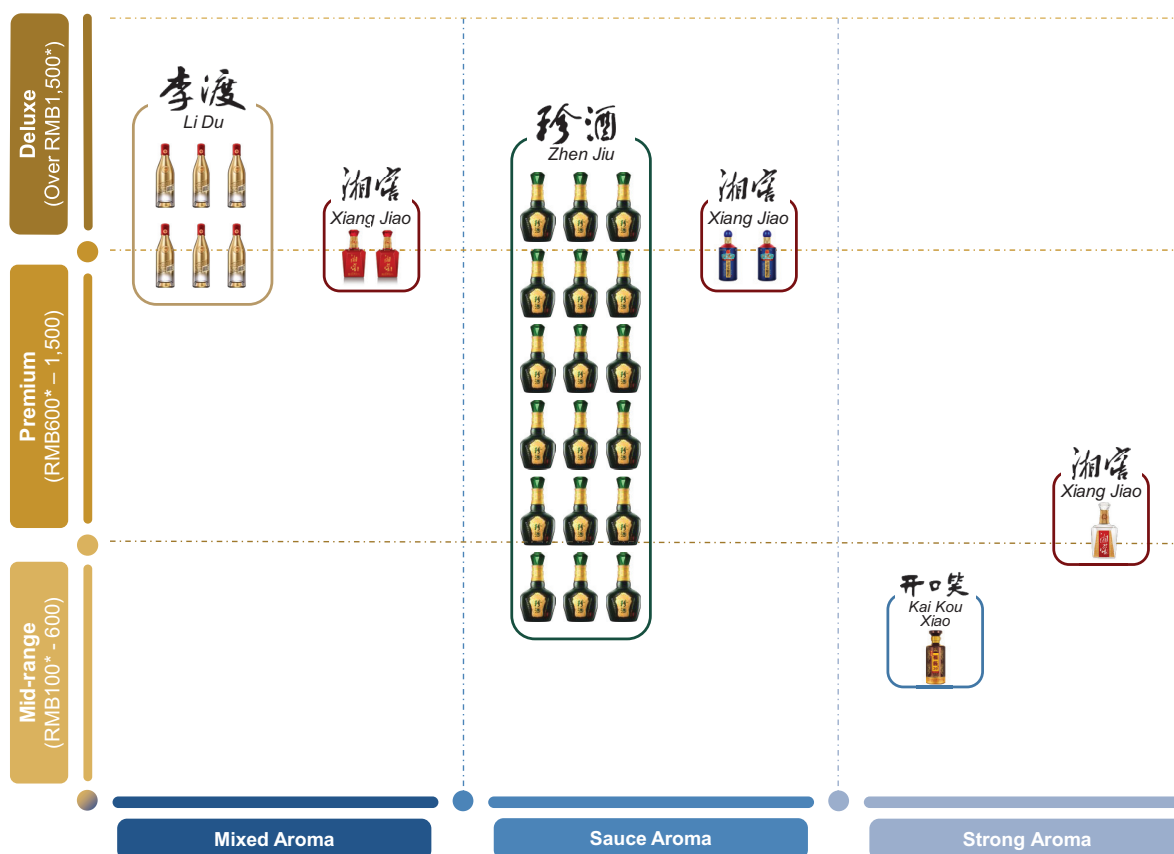 Deluxe
(Over RMB1,500*)
Premium
(RMB600* – 1,500)
Mid-range
(RMB100* - 600)
李渡
Li Du
湘窖
Xiang Jiao
珍酒
Zhen Jiu
湘窖
Xiang Jiao
湘窖
Xiang Jiao
开口笑
Kai Kou
Xiao
Mixed Aroma
Sauce Aroma
Strong Aroma